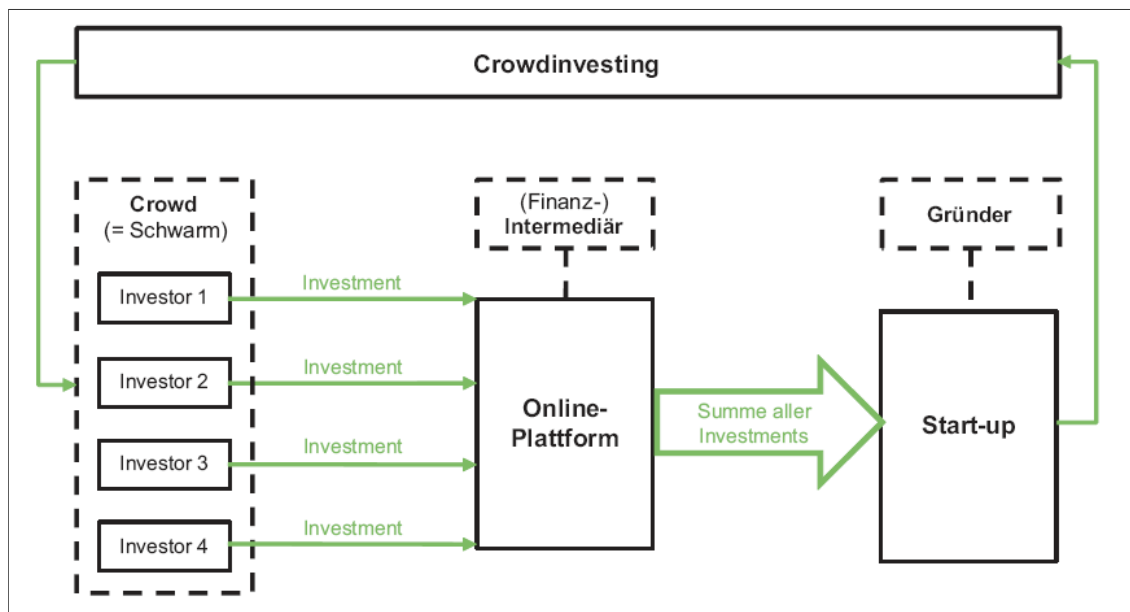 Crowdinvesting
Crowd
(= Schwarm)
Investor 1
Investor 2
Investor 3
Investor 4
Investment
Investment
Investment
Investment
(Finanz-)
Intermediär
Online-
Plattform
Summe aller
Investments
Gründer
Start-up